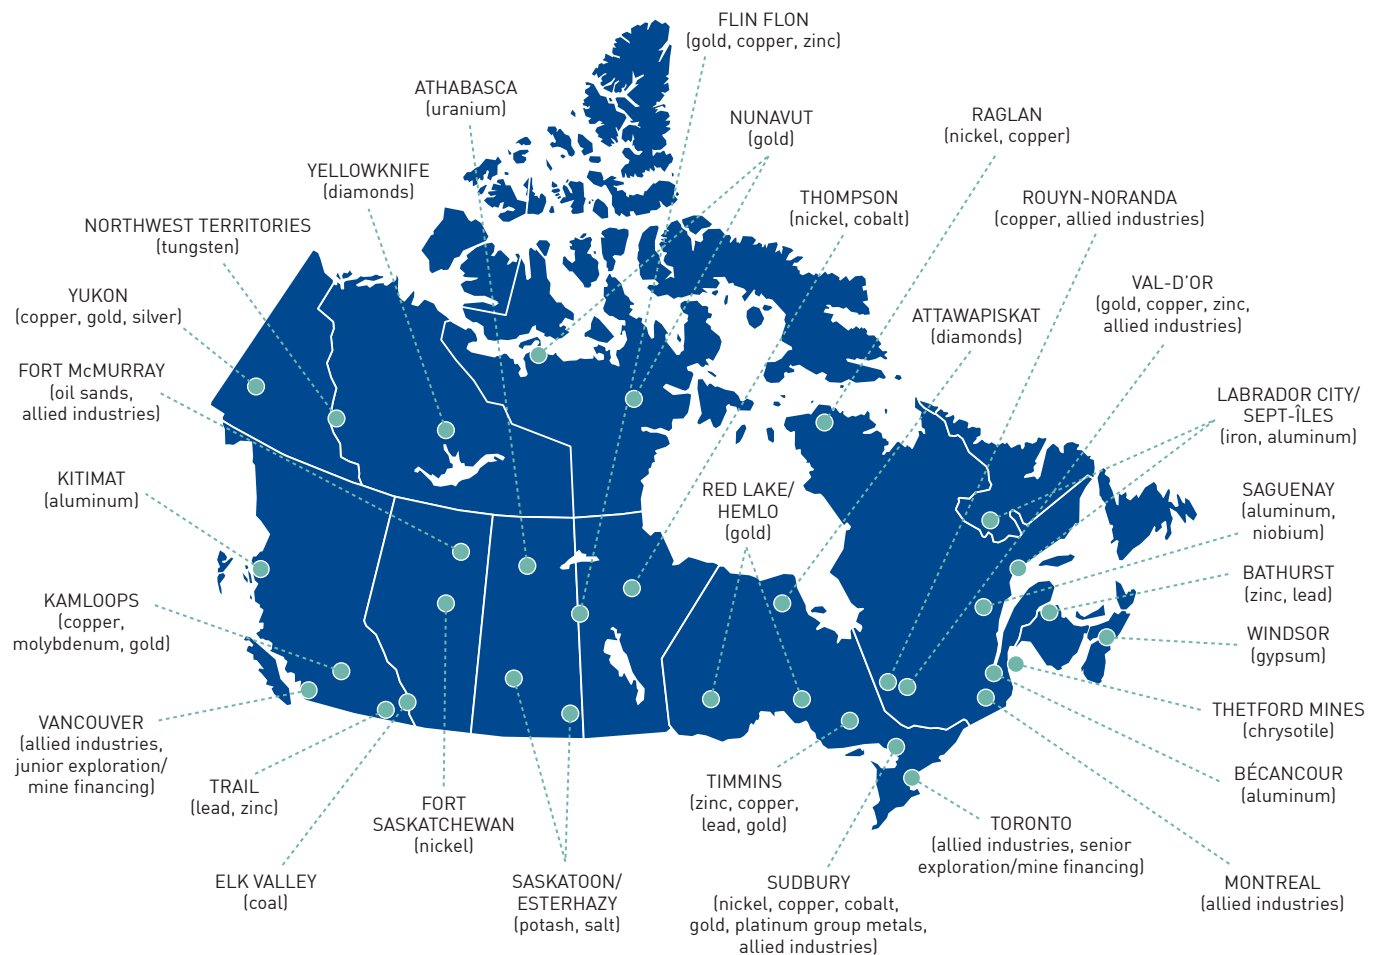 FLIN FLON
(gold, copper, zinc)
ATHABASCA
(uranium)
NUNAVUT
(gold)
RAGLAN
(nickel, copper)
YELLOWKNIFE
(diamonds)
THOMPSON
(nickel, cobalt)
ROUYN-NORANDA
(copper, allied industries)
NORTHWEST TERRITORIES
(tungsten)
YUKON
(copper, gold, silver)
VAL-D'OR
(gold, copper, zinc,
allied industries)
ATTAWAPISKAT
(diamonds)
FORT McMURRAY
(oil sands,
allied industries)
LABRADOR CITY/
SEPT-ÎLES
(iron, aluminum)
KITIMAT
(aluminum)
RED LAKE/
HEMLO
(gold)
SAGUENAY
(aluminum,
niobium)
BATHURST
(zinc, lead)
KAMLOOPS
(copper,
molybdenum, gold)
WINDSOR
(gypsum)
VANCOUVER
(allied industries,
junior exploration/
mine financing)
THETFORD MINES
(chrysotile)
TRAIL
(lead, zinc)
FORT
SASKATCHEWAN
(nickel)
TIMMINS
(zinc, copper,
lead, gold)
BÉCANCOUR
(aluminum)
TORONTO
(allied industries, senior
exploration/mine financing)
ELK VALLEY
(coal)
SASKATOON/
ESTERHAZY
(potash, salt)
SUDBURY
(nickel, copper, cobalt,
gold, platinum group metals,
allied industries)
MONTREAL
(allied industries)